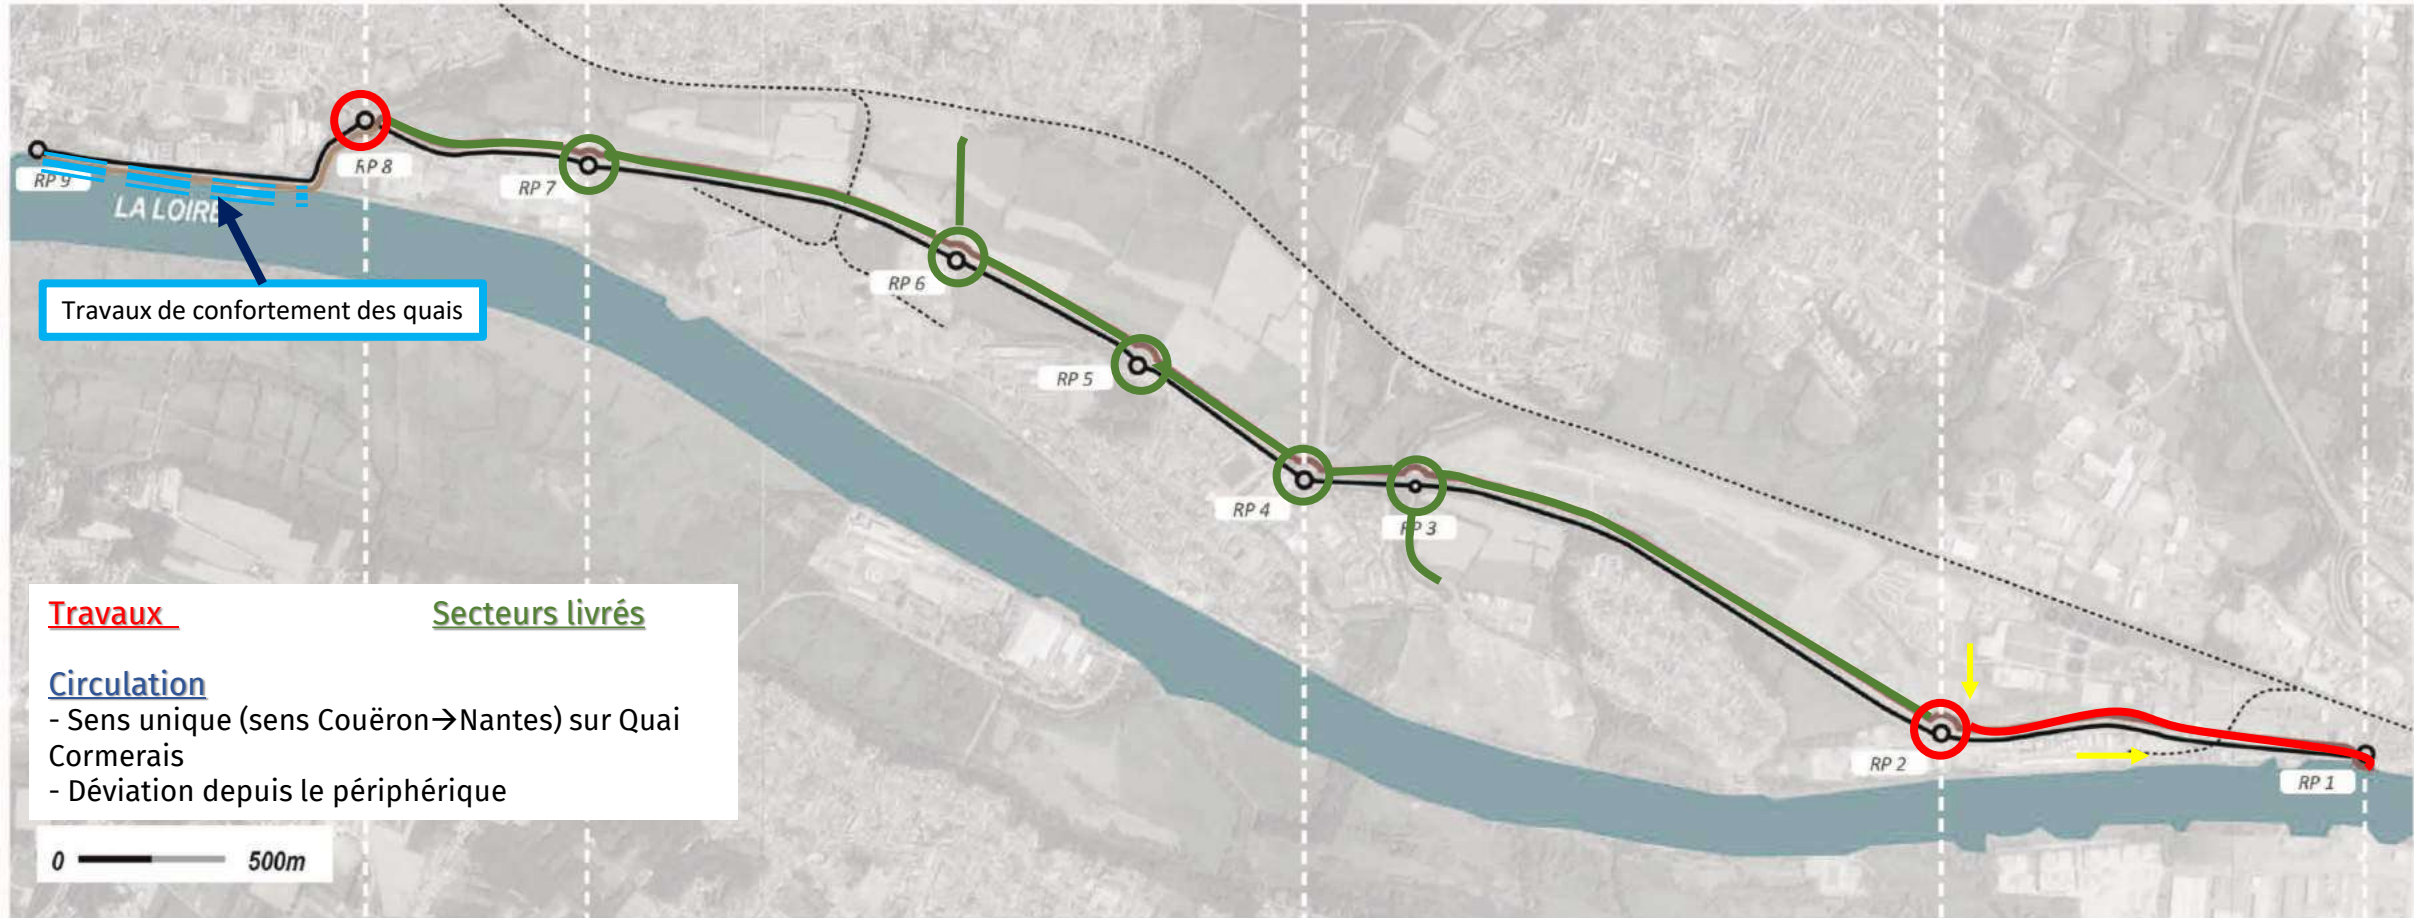 RP 8
RP 9
RP 7
LA LOIRE
RP 6
Travaux de confortement des quais
RP 5
RP 4
RP 3
Travaux
Secteurs livrés
Circulation
- Sens unique (sens Couëron→Nantes) sur Quai
Cormerais
- Déviation depuis le périphérique
RP 2
RP 1
0 500m